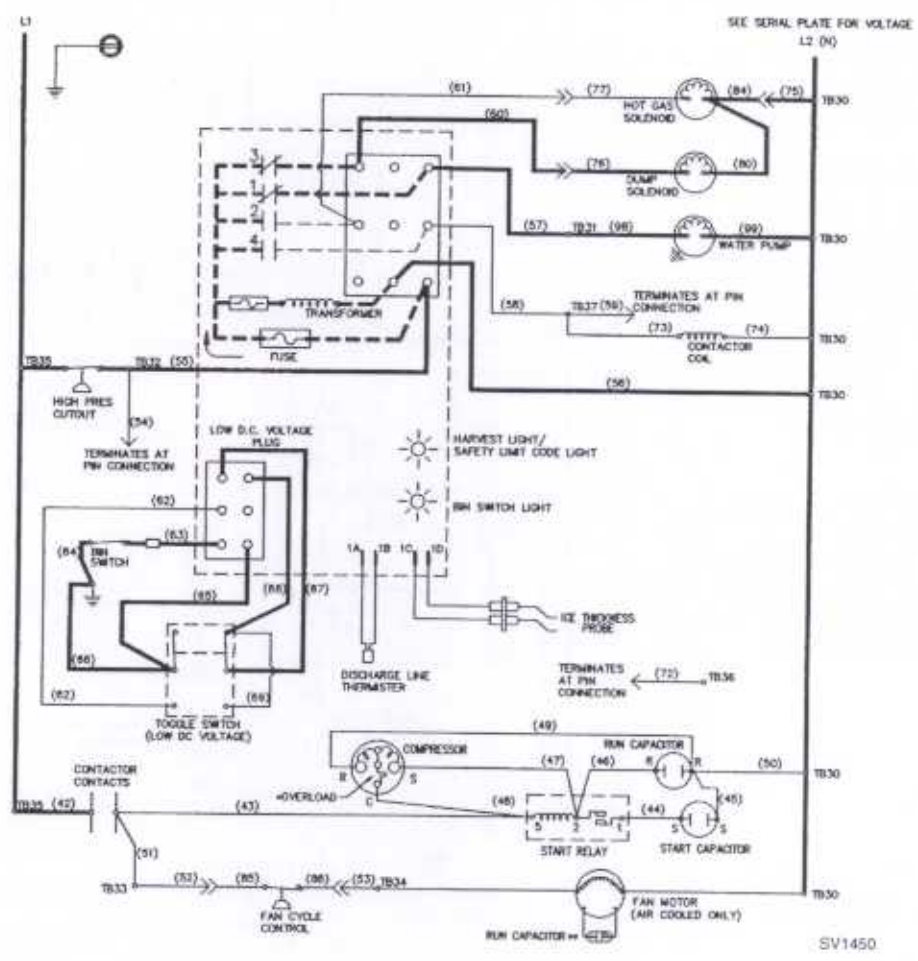 L1
SEE SERIAL PLATE FOR VOLTAGE
L2 (N)
(61)
(77)
(84)
(75)
TB30
HOT GAS
SOLENOID
(60)
3
(76)
(80)
DUMP
SOLENOID
1
2
(57)
TB31
(98)
(99)
WATER PUMP
TB30
4
TERMINATES AT PIN
CONNECTION
TRANSFORMER
(58)
TB37
(59)
(73)
(74)
TB30
CONTACTOR
COIL
FUSE
TB35
TB32
(55)
(56)
TB30
HIGH PRES
CUTOUT
(54)
LOW D.C. VOLTAGE
PLUG
HARVEST LIGHT/
SAFETY LIMIT CODE LIGHT
TERMINATES AT
PIN CONNECTION
(62)
BIN SWITCH LIGHT
(63)
(64)
BIN
SWITCH
1A
1B
1C
1D
(65)
(68)
(67)
ICE THICKNESS
PROBE
(66)
DISCHARGE LINE
THERMISTER
TERMINATES
AT PIN
CONNECTION
(72)
TB36
(62)
(69)
TOGGLE SWITCH
(LOW DC VOLTAGE)
(49)
COMPRESSOR
RUN CAPACITOR
CONTACTOR
CONTACTS
R
S
(47)
(46)
R
R
(50)
TB30
*OVERLOAD
C
(45)
TB35
(42)
(43)
(48)
(44)
5
2
1
S
S
START RELAY
START CAPACITOR
(51)
TB33
(52)
(85)
(86)
(53)
TB34
TB30
FAN CYCLE
CONTROL
FAN MOTOR
(AIR COOLED ONLY)
RUN CAPACITOR **
SV1450